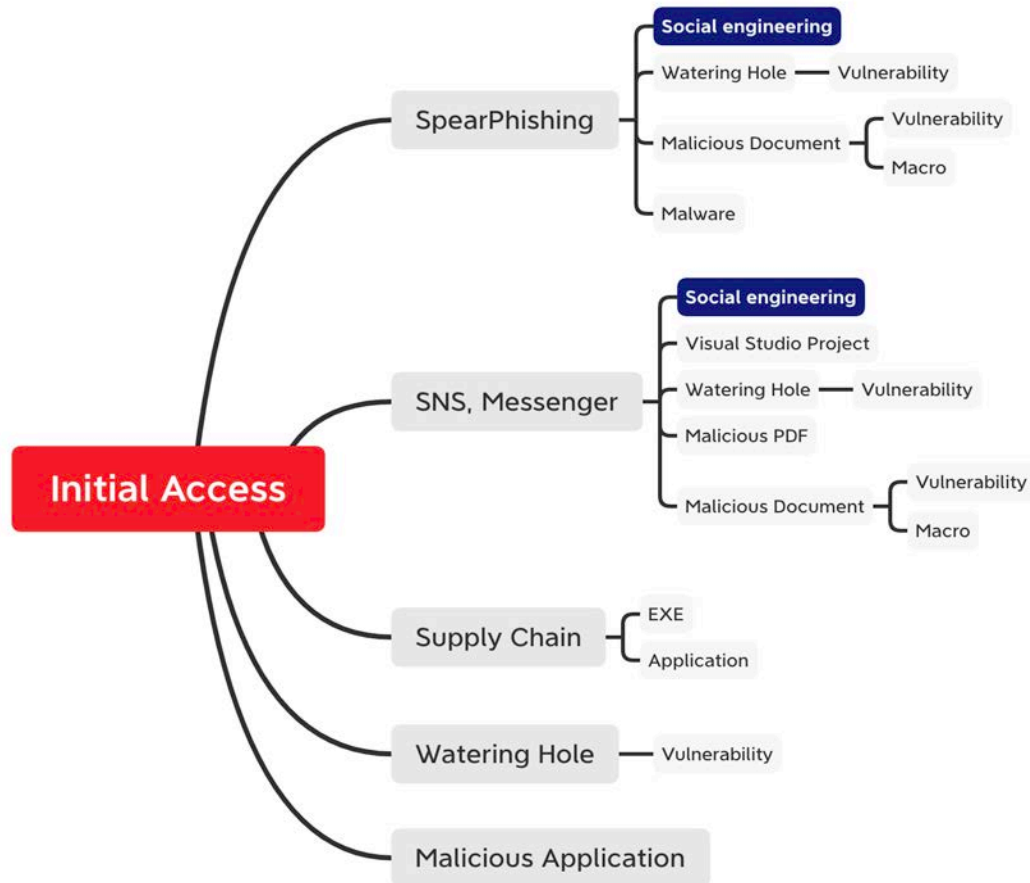 Initial Access
SpearPhishing
Social engineering
Watering Hole
Vulnerability
Malicious Document
Vulnerability
Macro
Malware
SNS, Messenger
Social engineering
Visual Studio Project
Watering Hole
Vulnerability
Malicious PDF
Malicious Document
Vulnerability
Macro
Supply Chain
EXE
Application
Watering Hole
Vulnerability
Malicious Application